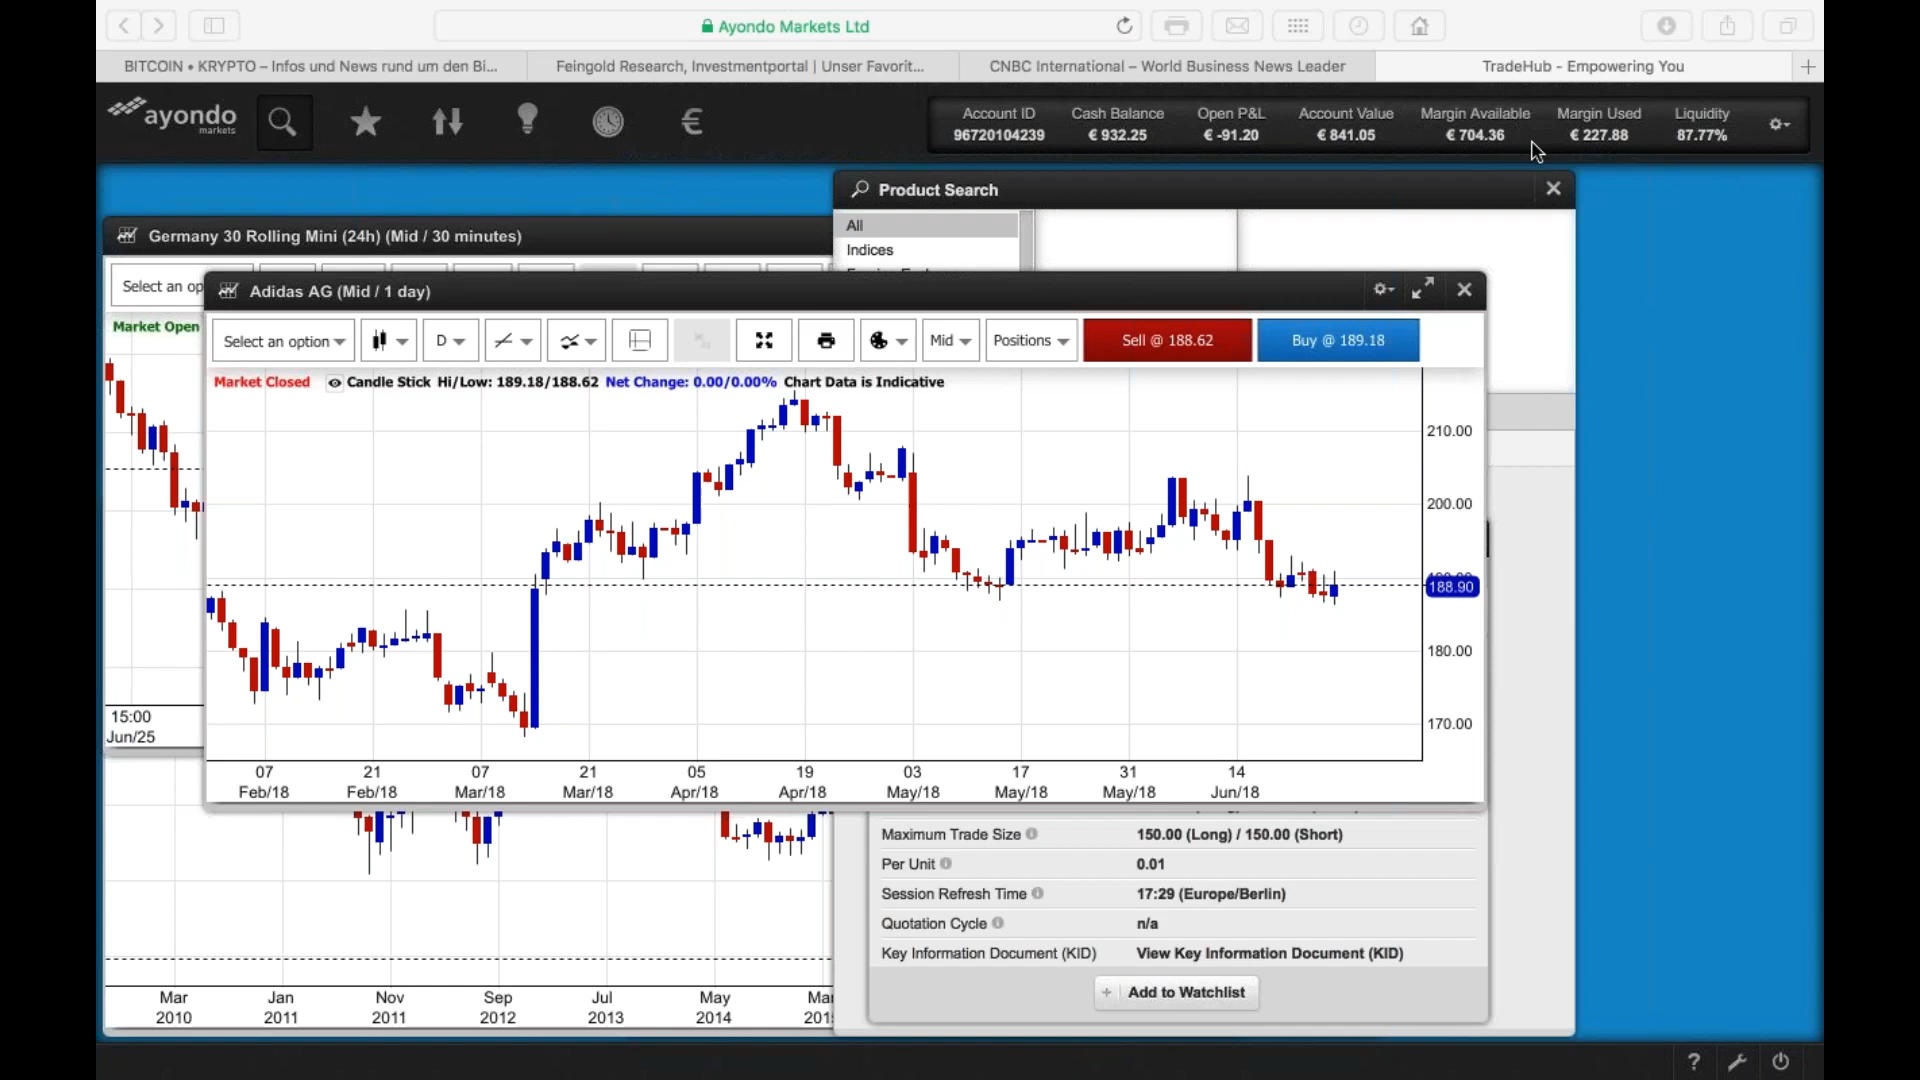 Ayondo Markets Ltd
BITCOIN • KRYPTO – Infos und News rund um den Bi...
Feingold Research, Investmentportal | Unser Favorit...
CNBC International – World Business News Leader
TradeHub - Empowering You
ayondo
markets
€
Account ID
96720104239
Cash Balance
€ 932.25
Open P&L
€ -91.20
Account Value
€ 841.05
Margin Available
€ 704.36
Margin Used
€ 227.88
Liquidity
87.77%
Product Search
All
Indices
Germany 30 Rolling Mini (24h) (Mid / 30 minutes)
Select an op
Market Open
Adidas AG (Mid / 1 day)
Select an option
D
Mid
Positions
Sell @ 188.62
Buy @ 189.18
Market Closed Candle Stick Hi/Low: 189.18/188.62 Net Change: 0.00/0.00% Chart Data is Indicative
210.00
200.00
188.90
180.00
170.00
07 21 07 21 05 19 03 17 31 14
Feb/18 Feb/18 Mar/18 Mar/18 Apr/18 Apr/18 May/18 May/18 May/18 Jun/18
15:00
Jun/25
Maximum Trade Size 150.00 (Long) / 150.00 (Short)
Per Unit 0.01
Session Refresh Time 17:29 (Europe/Berlin)
Quotation Cycle n/a
Key Information Document (KID) View Key Information Document (KID)
+ Add to Watchlist
Mar Jan Nov Sep Jul May Mar
2010 2011 2011 2012 2013 2014 201
?